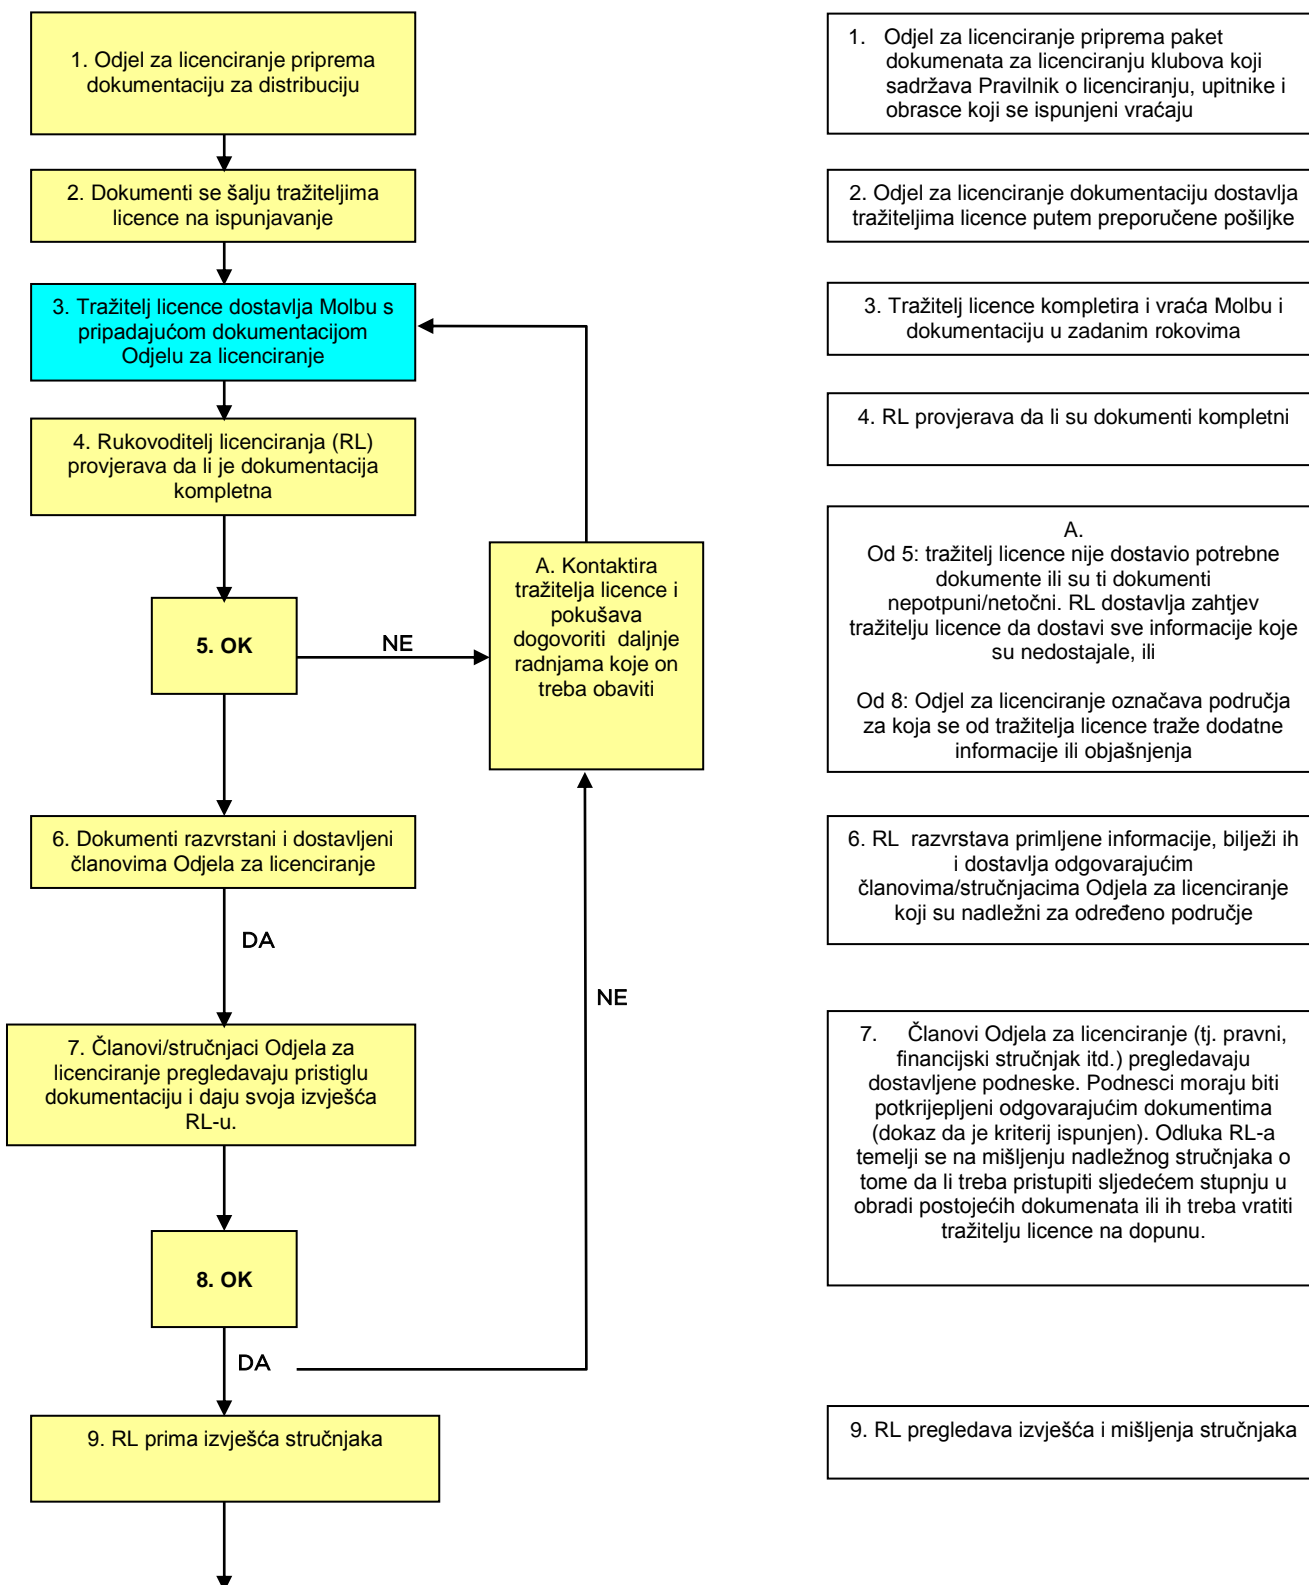 1. Odjel za licenciranje priprema
dokumentaciju za distribuciju
1. Odjel za licenciranje priprema paket
dokumenata za licenciranju klubova koji
sadržava Pravilnik o licenciranju, upitnike i
obrasce koji se ispunjeni vraćaju
2. Dokumenti se šalju tražiteljima
licence na ispunjavanje
2. Odjel za licenciranje dokumentaciju dostavlja
tražiteljima licence putem preporučene pošiljke
3. Tražitelj licence dostavlja Molbu s
pripadajućom dokumentacijom
Odjelu za licenciranje
3. Tražitelj licence kompletira i vraća Molbu i
dokumentaciju u zadanim rokovima
4. Rukovoditelj licenciranja (RL)
provjerava da li je dokumentacija
kompletna
4. RL provjerava da li su dokumenti kompletni
5. OK
NE
A. Kontaktira
tražitelja licence i
pokušava
dogovoriti daljnje
radnjama koje on
treba obaviti
A.
Od 5: tražitelj licence nije dostavio potrebne
dokumente ili su ti dokumenti
nepotpuni/netočni. RL dostavlja zahtjev
tražitelju licence da dostavi sve informacije koje
su nedostajale, ili
Od 8: Odjel za licenciranje označava područja
za koja se od tražitelja licence traže dodatne
informacije ili objašnjenja
6. Dokumenti razvrstani i dostavljeni
članovima Odjela za licenciranje
6. RL razvrstava primljene informacije, bilježi ih
i dostavlja odgovarajućim
članovima/stručnjacima Odjela za licenciranje
koji su nadležni za određeno područje
DA
NE
7. Članovi/stručnjaci Odjela za
licenciranje pregledavaju pristiglu
dokumentaciju i daju svoja izvješća
RL-u.
7. Članovi Odjela za licenciranje (tj. pravni,
financijski stručnjak itd.) pregledavaju
dostavljene podneske. Podnesci moraju biti
potkrijepljeni odgovarajućim dokumentima
(dokaz da je kriterij ispunjen). Odluka RL-a
temelji se na mišljenju nadležnog stručnjaka o
tome da li treba pristupiti sljedećem stupnju u
obradi postojećih dokumenata ili ih treba vratiti
tražitelju licence na dopunu.
8. OK
DA
9. RL prima izvješća stručnjaka
9. RL pregledava izvješća i mišljenja stručnjaka